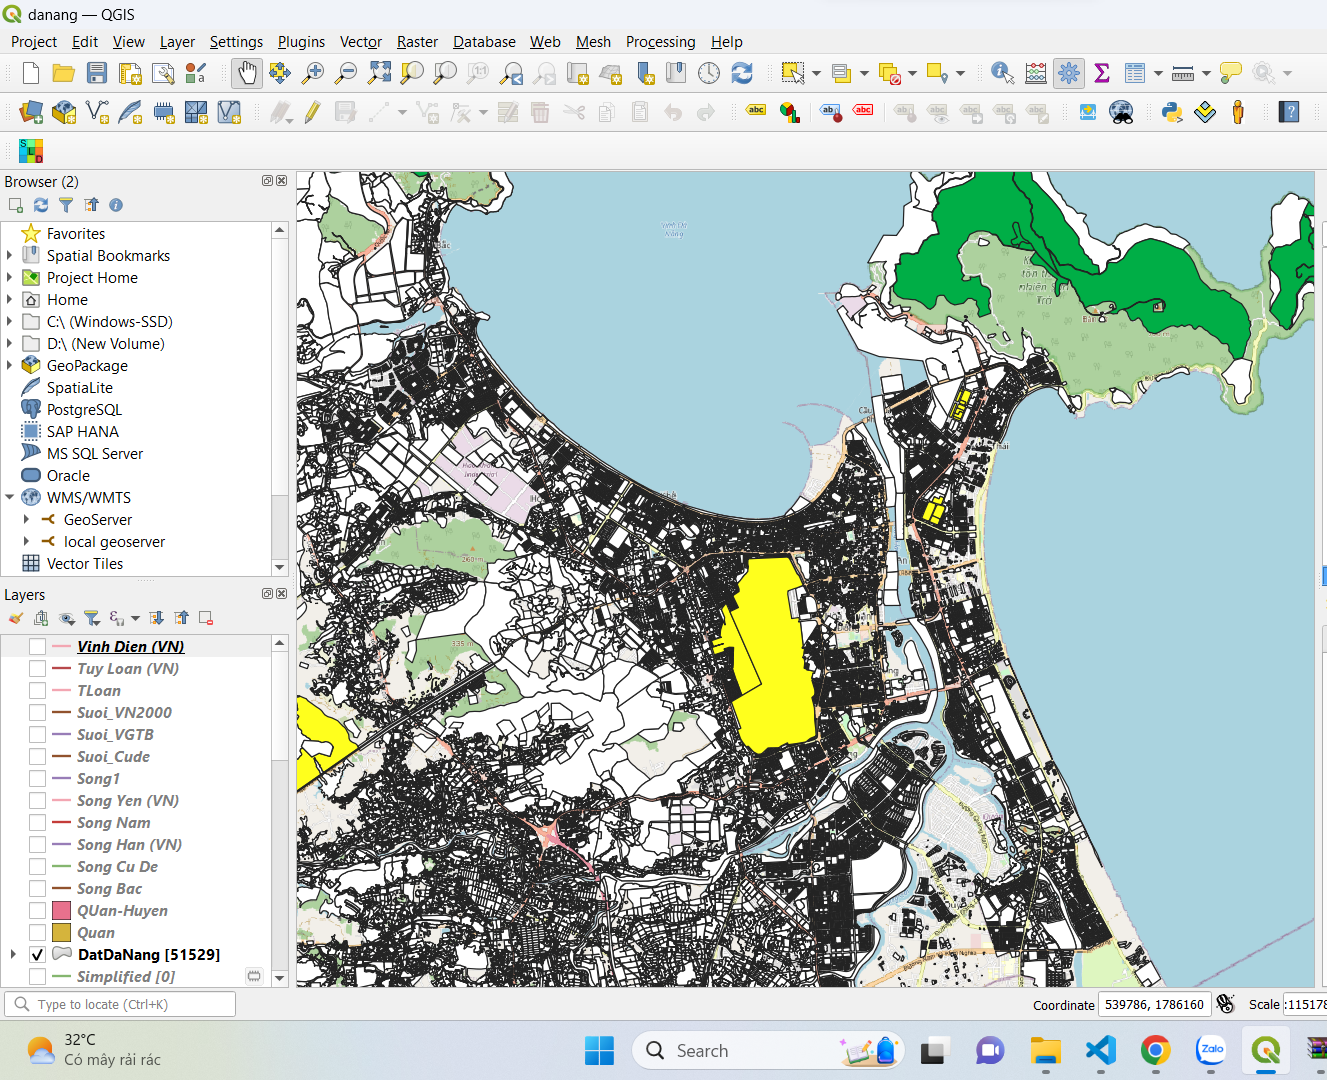 danang — QGIS
Project Edit View Layer Settings Plugins Vector Raster Database Web Mesh Processing Help
Browser (2)
Favorites
Spatial Bookmarks
Project Home
Home
C:\ (Windows-SSD)
D:\ (New Volume)
GeoPackage
SpatiaLite
PostgreSQL
SAP HANA
MS SQL Server
Oracle
WMS/WMTS
GeoServer
local geoserver
Vector Tiles
Layers
Vinh Dien (VN)
Tuy Loan (VN)
TLoan
Suoi_VN2000
Suoi_VGTB
Suoi_Cude
Song1
Song Yen (VN)
Song Nam
Song Han (VN)
Song Cu De
Song Bac
QUan-Huyen
Quan
DatDaNang [51529]
Simplified [0]
Type to locate (Ctrl+K)
260 m
335 m
Coordinate 539786, 1786160 Scale :115178
32°C
Có mây rải rác
Search
Zalo